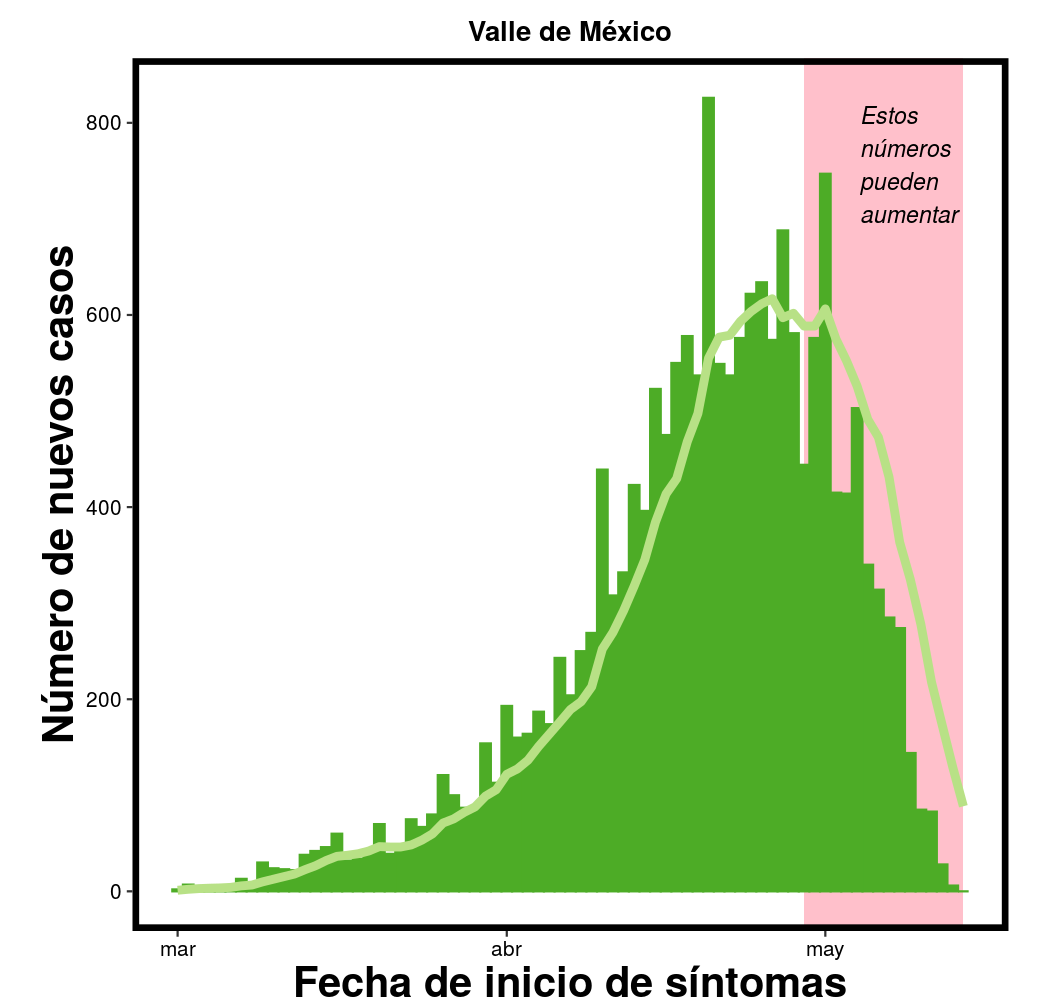 Valle de México
Estos
números
pueden
aumentar
Número de nuevos casos
800
600
400
200
0
mar
abr
may
Fecha de inicio de síntomas